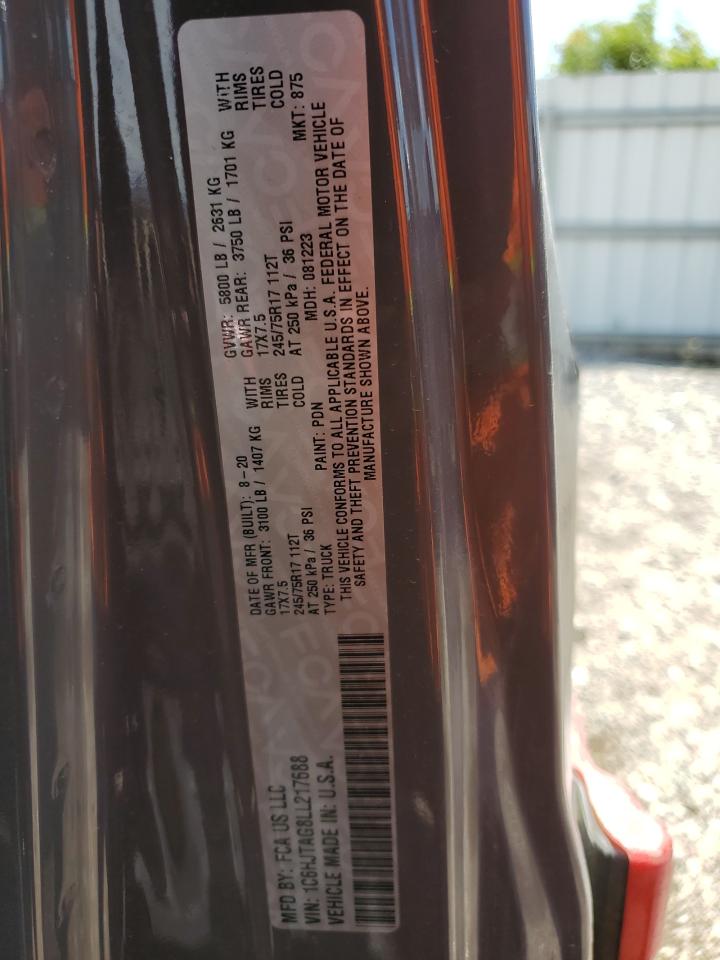 MFD BY: FCA US LLC
VIN: 1C6HJTAG8LL217688
VEHICLE MADE IN: U.S.A.
DATE OF MFR (BUILT): 8-20
GAWR FRONT: 3100 LB / 1407 KG WITH
17X7.5 RIMS
245/75R17 112T TIRES
AT 250 kPa / 36 PSI COLD
TYPE: TRUCK PAINT: PDN
GVWR: 5800 LB / 2631 KG
GAWR REAR: 3750 LB / 1701 KG WITH
17X7.5 RIMS
245/75R17 112T TIRES
AT 250 kPa / 36 PSI COLD
MDH: 081223 MKT: 875
THIS VEHICLE CONFORMS TO ALL APPLICABLE U.S.A. FEDERAL MOTOR VEHICLE
SAFETY AND THEFT PREVENTION STANDARDS IN EFFECT ON THE DATE OF
MANUFACTURE SHOWN ABOVE.